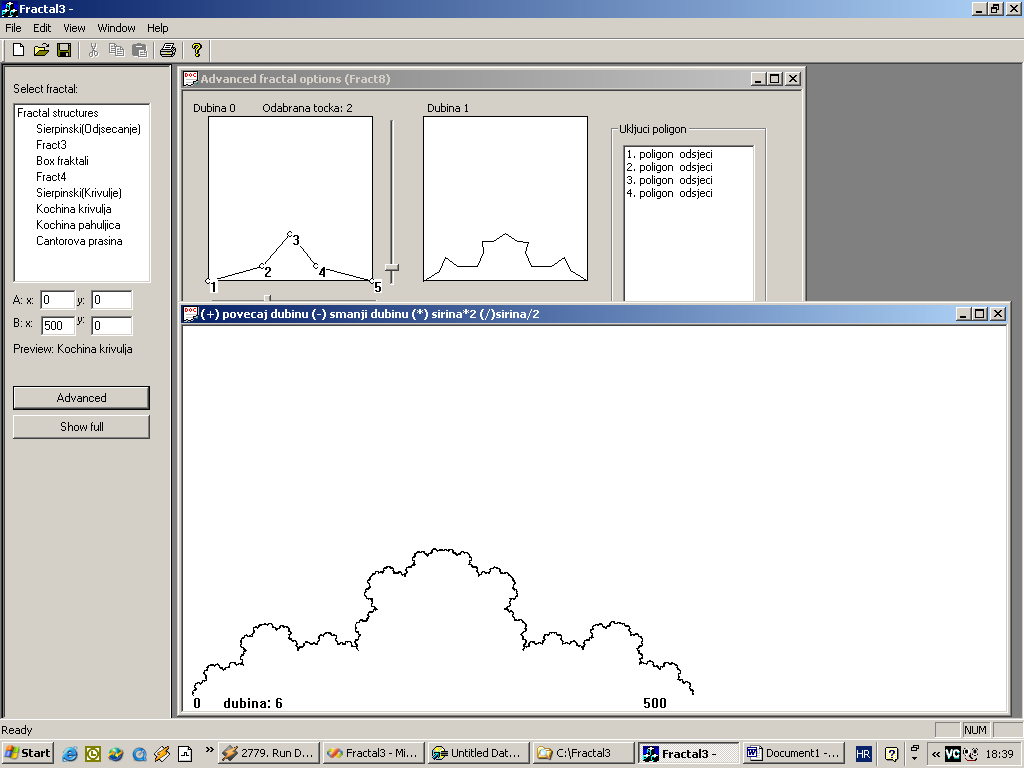 Fractal3 -
File Edit View Window Help
Select fractal:
Fractal structures
Sierpinski(Odjsecanje)
Fract3
Box fraktali
Fract4
Sierpinski(Krivulje)
Kochina krivulja
Kochina pahuljica
Cantorova prasina
A: x: 0 y: 0
B: x: 500 y: 0
Preview: Kochina krivulja
Advanced
Show full
Advanced fractal options (Fract8)
Dubina 0 Odabrana tocka: 2 Dubina 1
Ukljuci poligon
1. poligon odsjeci
2. poligon odsjeci
3. poligon odsjeci
4. poligon odsjeci
1 2 3 4 5
(+) povecaj dubinu (-) smanji dubinu (*) sirina*2 (/)sirina/2
0 dubina: 6 500
Ready NUM
Start » 2779. Run D... Fractal3 - Mi... Untitled Dat... C:\Fractal3 Fractal3 - Document1 -... HR « VC 18:39